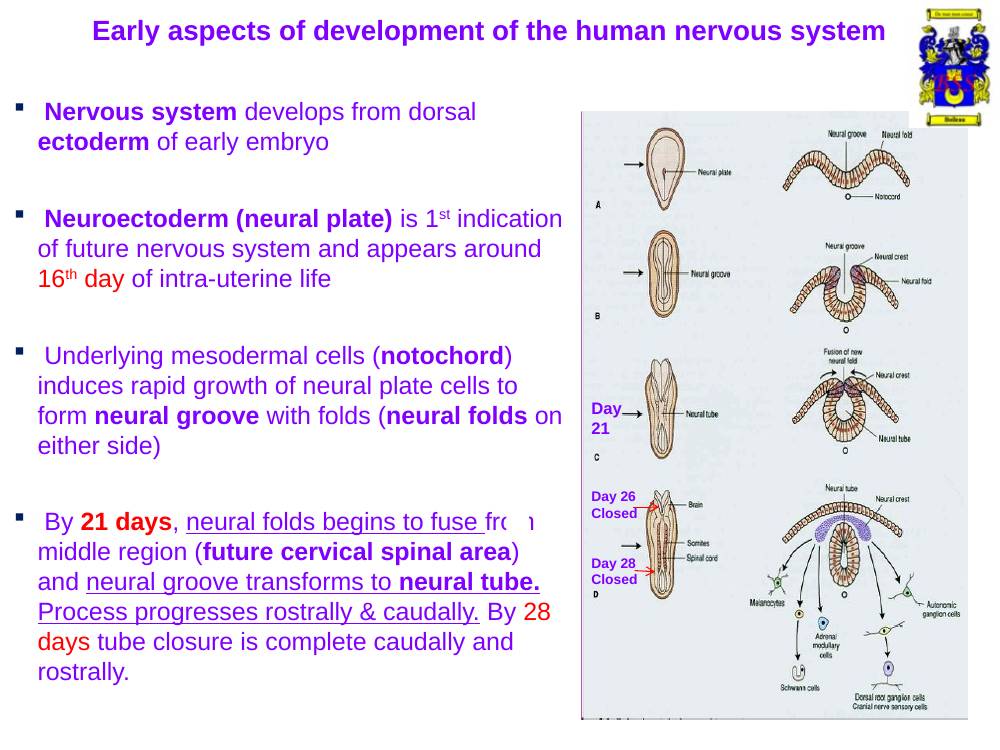 Early aspects of development of the human nervous system
Nervous system develops from dorsal
ectoderm of early embryo
Neuroectoderm (neural plate) is 1st indication
of future nervous system and appears around
16th day of intra-uterine life
Underlying mesodermal cells (notochord)
induces rapid growth of neural plate cells to
form neural groove with folds (neural folds on
either side)
By 21 days, neural folds begins to fuse
middle region (future cervical spinal area)
and neural groove transforms to neural tube.
Process progresses rostrally & caudally. By 28
days tube closure is complete caudally and
rostrally.
Neural plate
A
Neural groove
Neural fold
Notocord
Neural groove
B
Neural groove
Neural crest
Neural fold
Day
21
Neural tube
C
Fusion of new
neural fold
Neural crest
Neural tube
Day 26
Closed
Brain
Somites
Spinal cord
Day 28
Closed
D
Neural tube
Neural crest
Melanocytes
Adrenal
medullary
cells
Autonomic
ganglion cells
Schwann cells
Dorsal root ganglion cells
Cranial nerve sensory cells